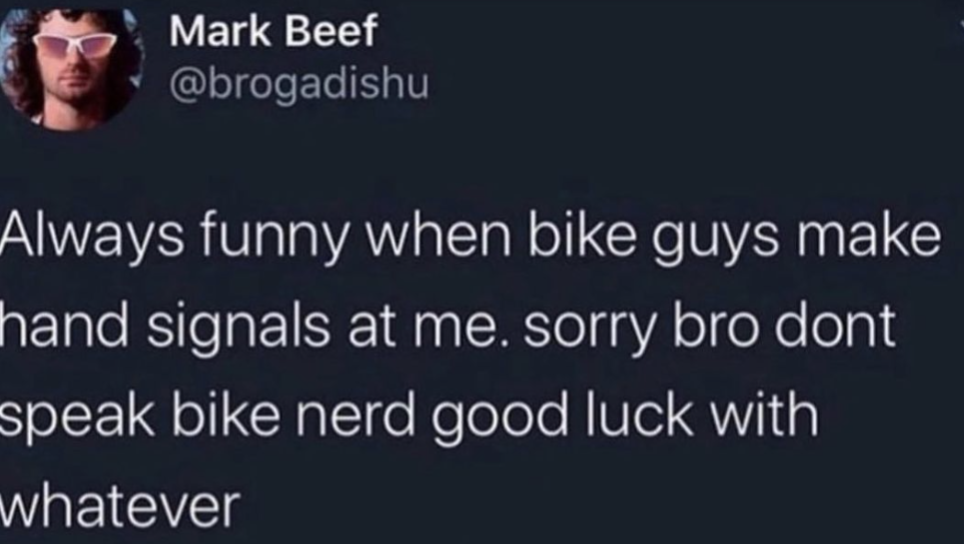 Mark Beef
@brogadishu
Always funny when bike guys make
hand signals at me. sorry bro dont
speak bike nerd good luck with
whatever